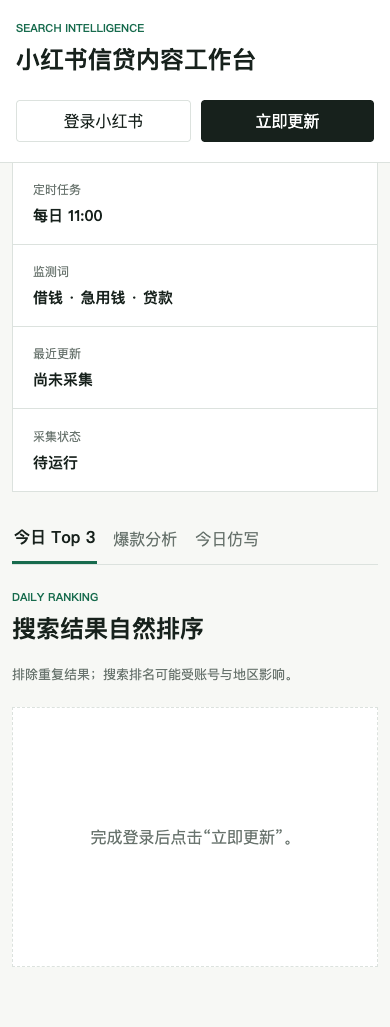 SEARCH INTELLIGENCE
小红书信贷内容工作台
登录小红书
立即更新
定时任务
每日 11:00
监测词
借钱 · 急用钱 · 贷款
最近更新
尚未采集
采集状态
待运行
今日 Top 3
爆款分析
今日仿写
DAILY RANKING
搜索结果自然排序
排除重复结果；搜索排名可能受账号与地区影响。
完成登录后点击“立即更新”。